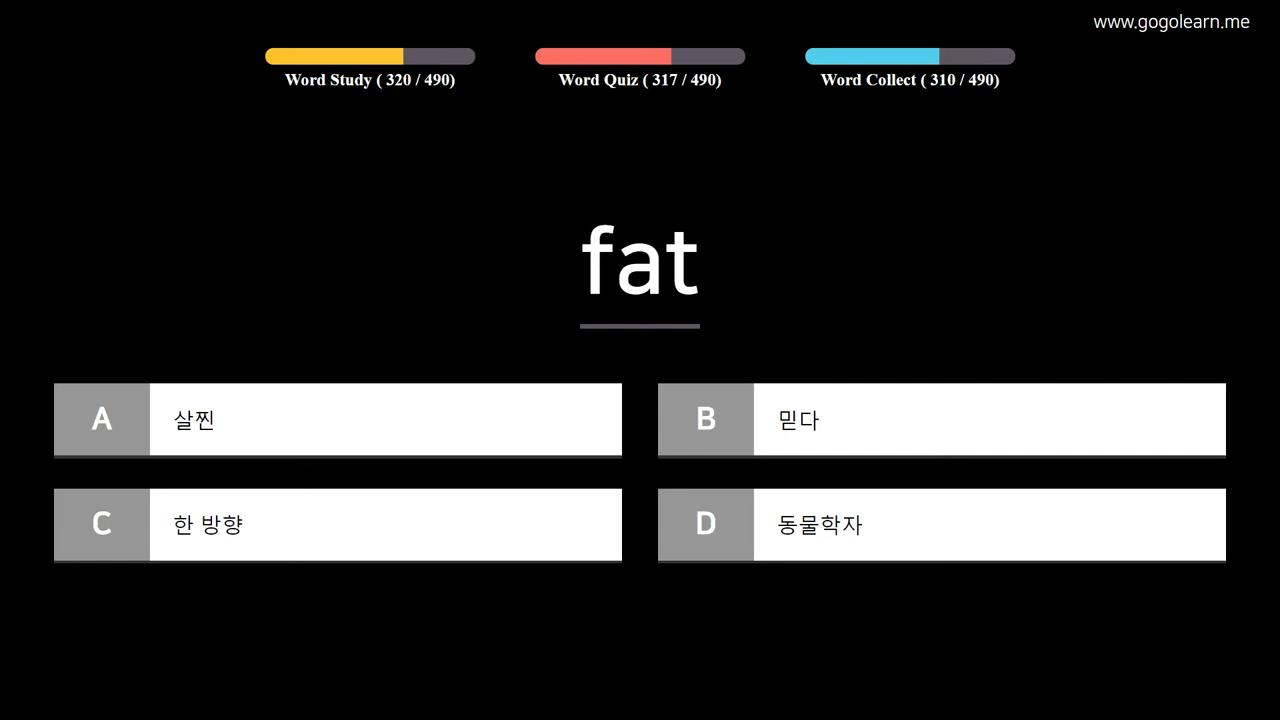 www.gogolearn.me
Word Study ( 320 / 490)
Word Quiz ( 317 / 490)
Word Collect ( 310 / 490)
fat
A 살찐
B 믿다
C 한 방향
D 동물학자